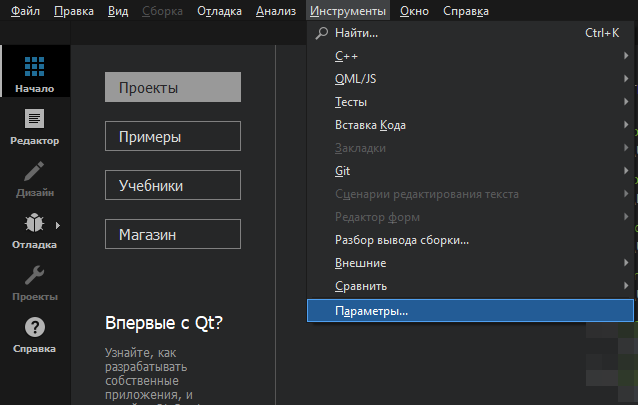 Файл Правка Вид Сборка Отладка Анализ Инструменты Окно Справка
Начало
Редактор
Дизайн
Отладка
Проекты
Справка
Проекты
Примеры
Учебники
Магазин
Впервые с Qt?
Узнайте, как
разрабатывать
собственные
приложения, и
Найти... Ctrl+K
C++
QML/JS
Тесты
Вставка Кода
Закладки
Git
Сценарии редактирования текста
Редактор форм
Разбор вывода сборки...
Внешние
Сравнить
Параметры...